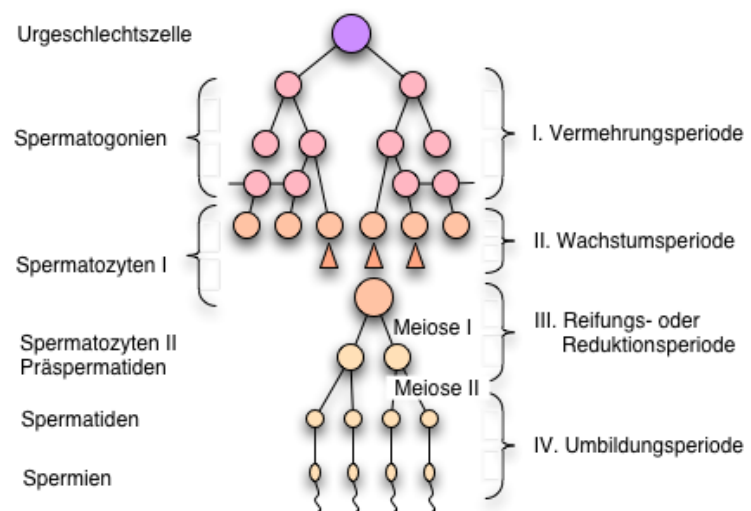 Urgeschlechtszelle
Spermatogonien
I. Vermehrungsperiode
II. Wachstumsperiode
Spermatozyten I
Meiose I
III. Reifungs- oder
Reduktionsperiode
Spermatozyten II
Präspermatiden
Meiose II
Spermatiden
IV. Umbildungsperiode
Spermien